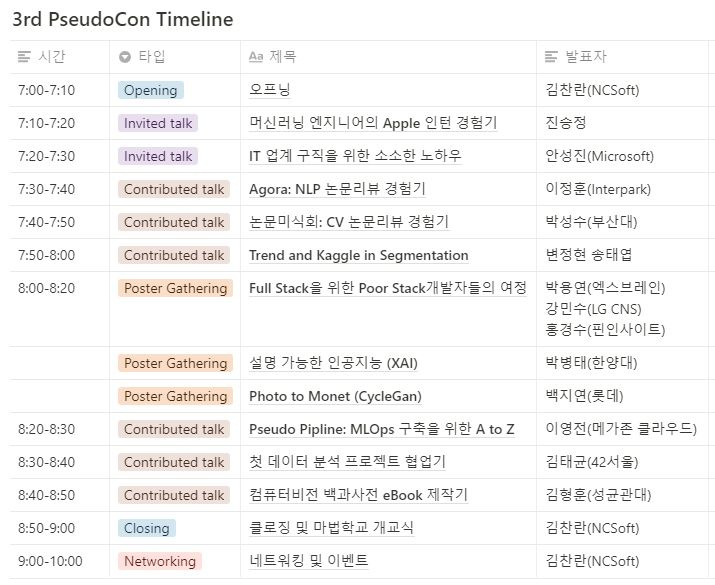 3rd PseudoCon Timeline
시간 타입 Aa 제목 발표자
7:00-7:10 Opening 오프닝 김찬란(NCSoft)
7:10-7:20 Invited talk 머신러닝 엔지니어의 Apple 인턴 경험기 진승정
7:20-7:30 Invited talk IT 업계 구직을 위한 소소한 노하우 안성진(Microsoft)
7:30-7:40 Contributed talk Agora: NLP 논문리뷰 경험기 이정훈(Interpark)
7:40-7:50 Contributed talk 논문미식회: CV 논문리뷰 경험기 박성수(부산대)
7:50-8:00 Contributed talk Trend and Kaggle in Segmentation 변정현 송태엽
8:00-8:20 Poster Gathering Full Stack을 위한 Poor Stack개발자들의 여정 박용연(엑스브레인)
강민수(LG CNS)
홍경수(핀인사이트)
Poster Gathering 설명 가능한 인공지능 (XAI) 박병태(한양대)
Poster Gathering Photo to Monet (CycleGan) 백지연(롯데)
8:20-8:30 Contributed talk Pseudo Pipline: MLOps 구축을 위한 A to Z 이영전(메가존 클라우드)
8:30-8:40 Contributed talk 첫 데이터 분석 프로젝트 협업기 김태균(42서울)
8:40-8:50 Contributed talk 컴퓨터비전 백과사전 eBook 제작기 김형훈(성균관대)
8:50-9:00 Closing 클로징 및 마법학교 개교식 김찬란(NCSoft)
9:00-10:00 Networking 네트워킹 및 이벤트 김찬란(NCSoft)